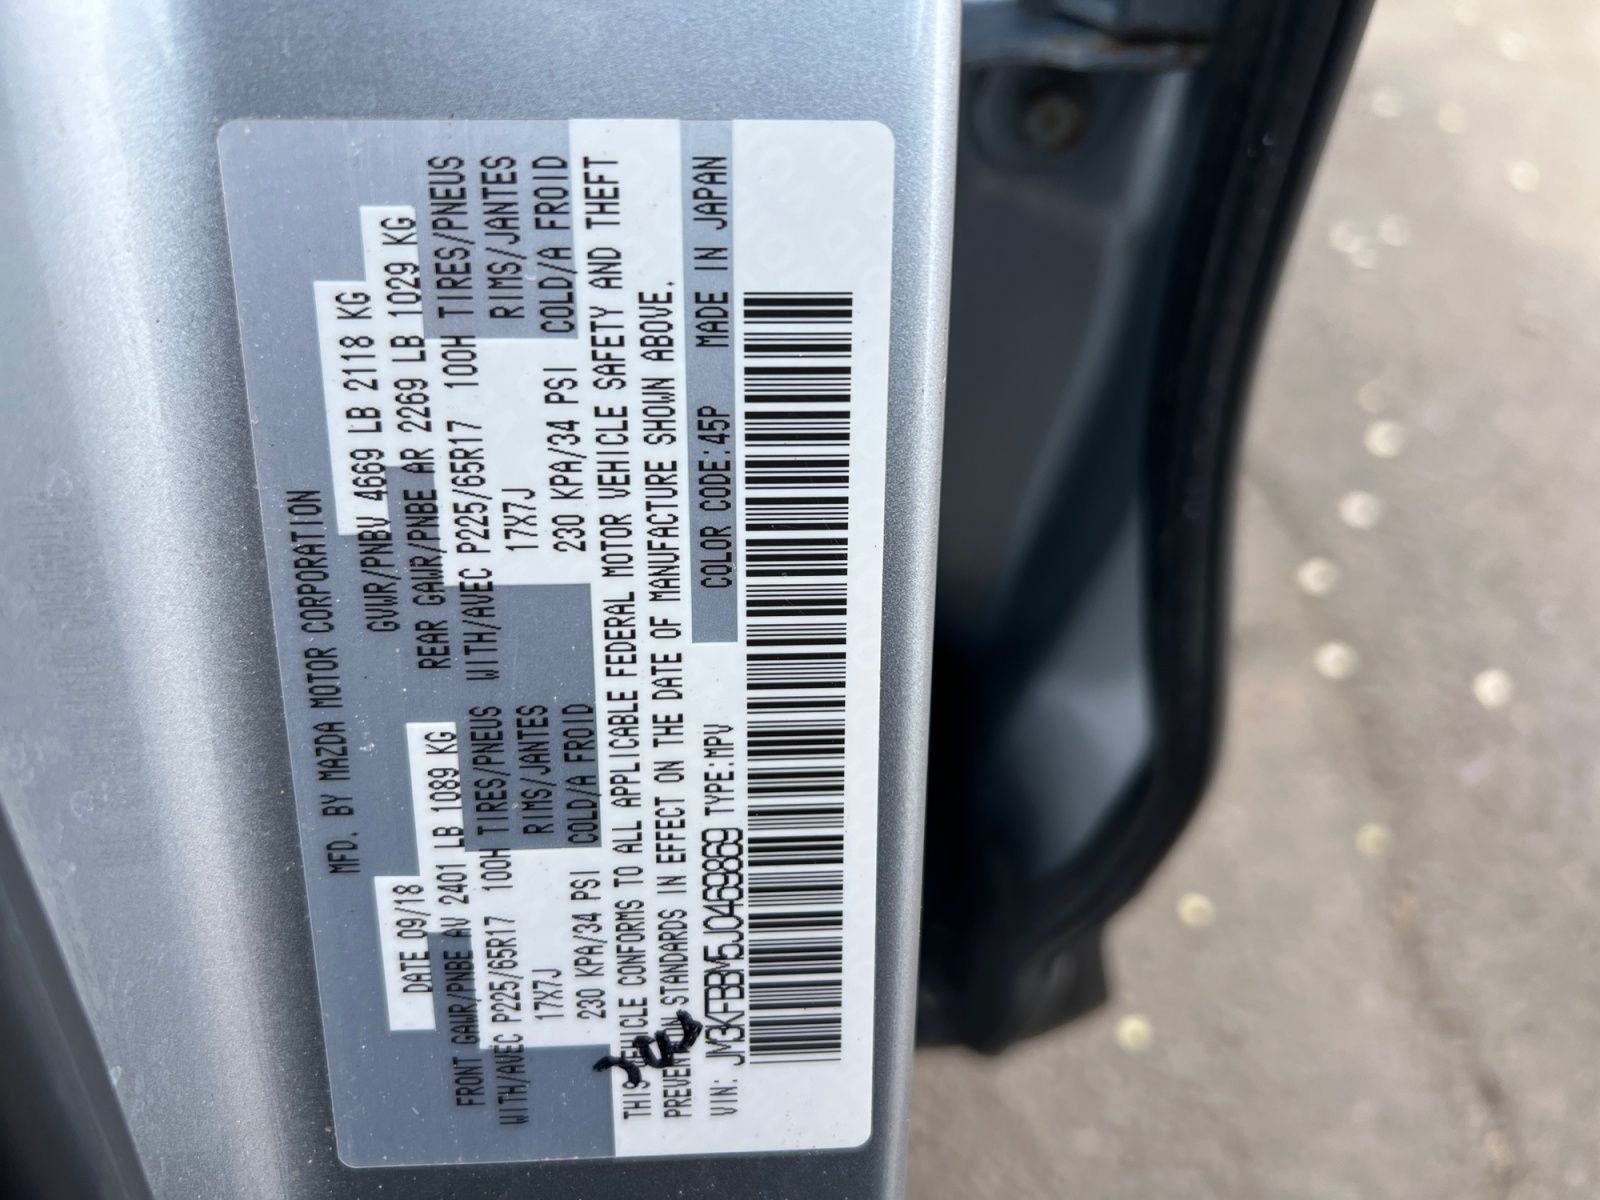 MFD. BY MAZDA MOTOR CORPORATION
DATE 09/18 GVWR/PNBV 4669 LB 2118 KG
FRONT GAWR/PNBE AV 2401 LB 1089 KG REAR GAWR/PNBE AR 2269 LB 1029 KG
WITH/AVEC P225/65R17 100H TIRES/PNEUS WITH/AVEC P225/65R17 100H TIRES/PNEUS
17X7J RIMS/JANTES 17X7J RIMS/JANTES
230 KPA/34 PSI COLD/A FROID 230 KPA/34 PSI COLD/A FROID
THIS VEHICLE CONFORMS TO ALL APPLICABLE FEDERAL MOTOR VEHICLE SAFETY AND THEFT
PREVENTION STANDARDS IN EFFECT ON THE DATE OF MANUFACTURE SHOWN ABOVE.
VIN: JM3KFBBM5J0469869 TYPE:MPV COLOR CODE:45P MADE IN JAPAN